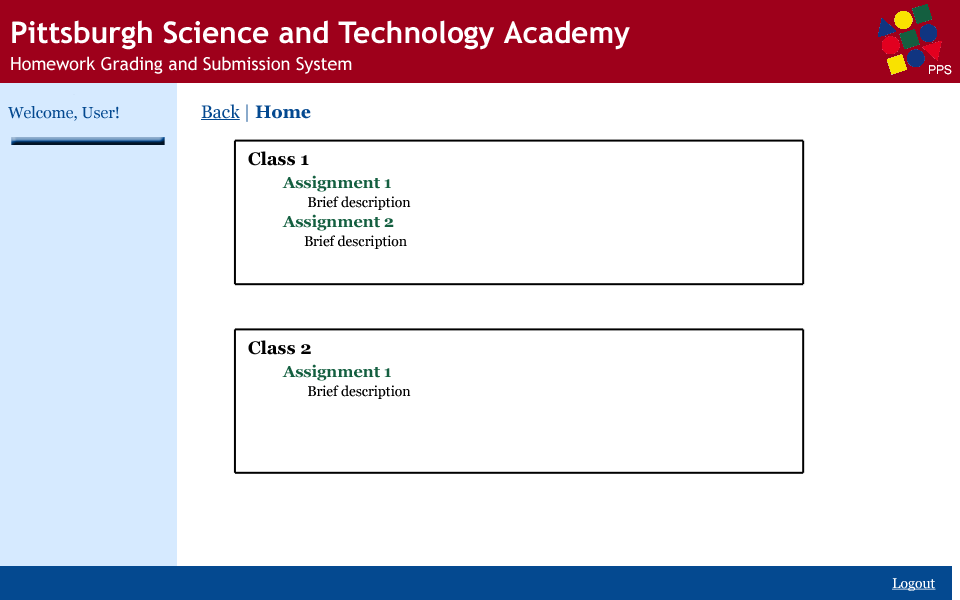 Pittsburgh Science and Technology Academy
Homework Grading and Submission System
PPS
Welcome, User!
Back | Home
Class 1
Assignment 1
Brief description
Assignment 2
Brief description
Class 2
Assignment 1
Brief description
Logout